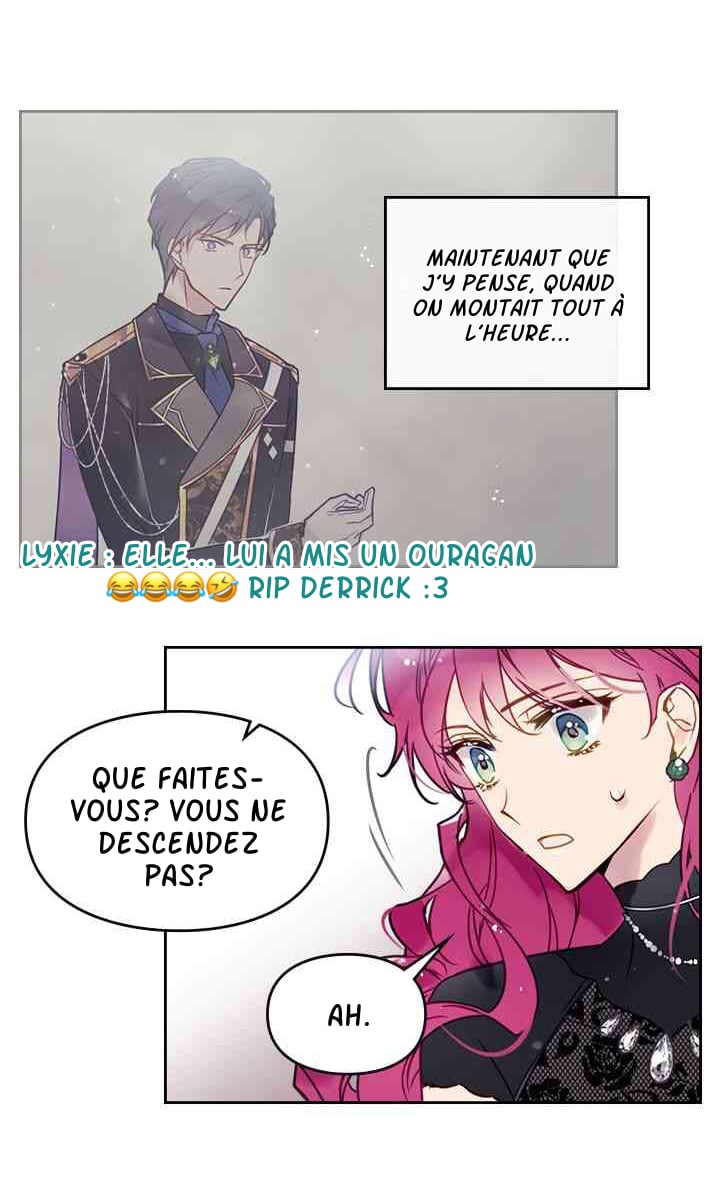 MAINTENANT QUE
J'Y PENSE, QUAND
ON MONTAIT TOUT À
L'HEURE...
LYXIE : ELLE... LUI A MIS UN OURAGAN
😂😂😂🤣 RIP DERRICK :3
QUE FAITES-
VOUS? VOUS NE
DESCENDEZ
PAS?
AH.